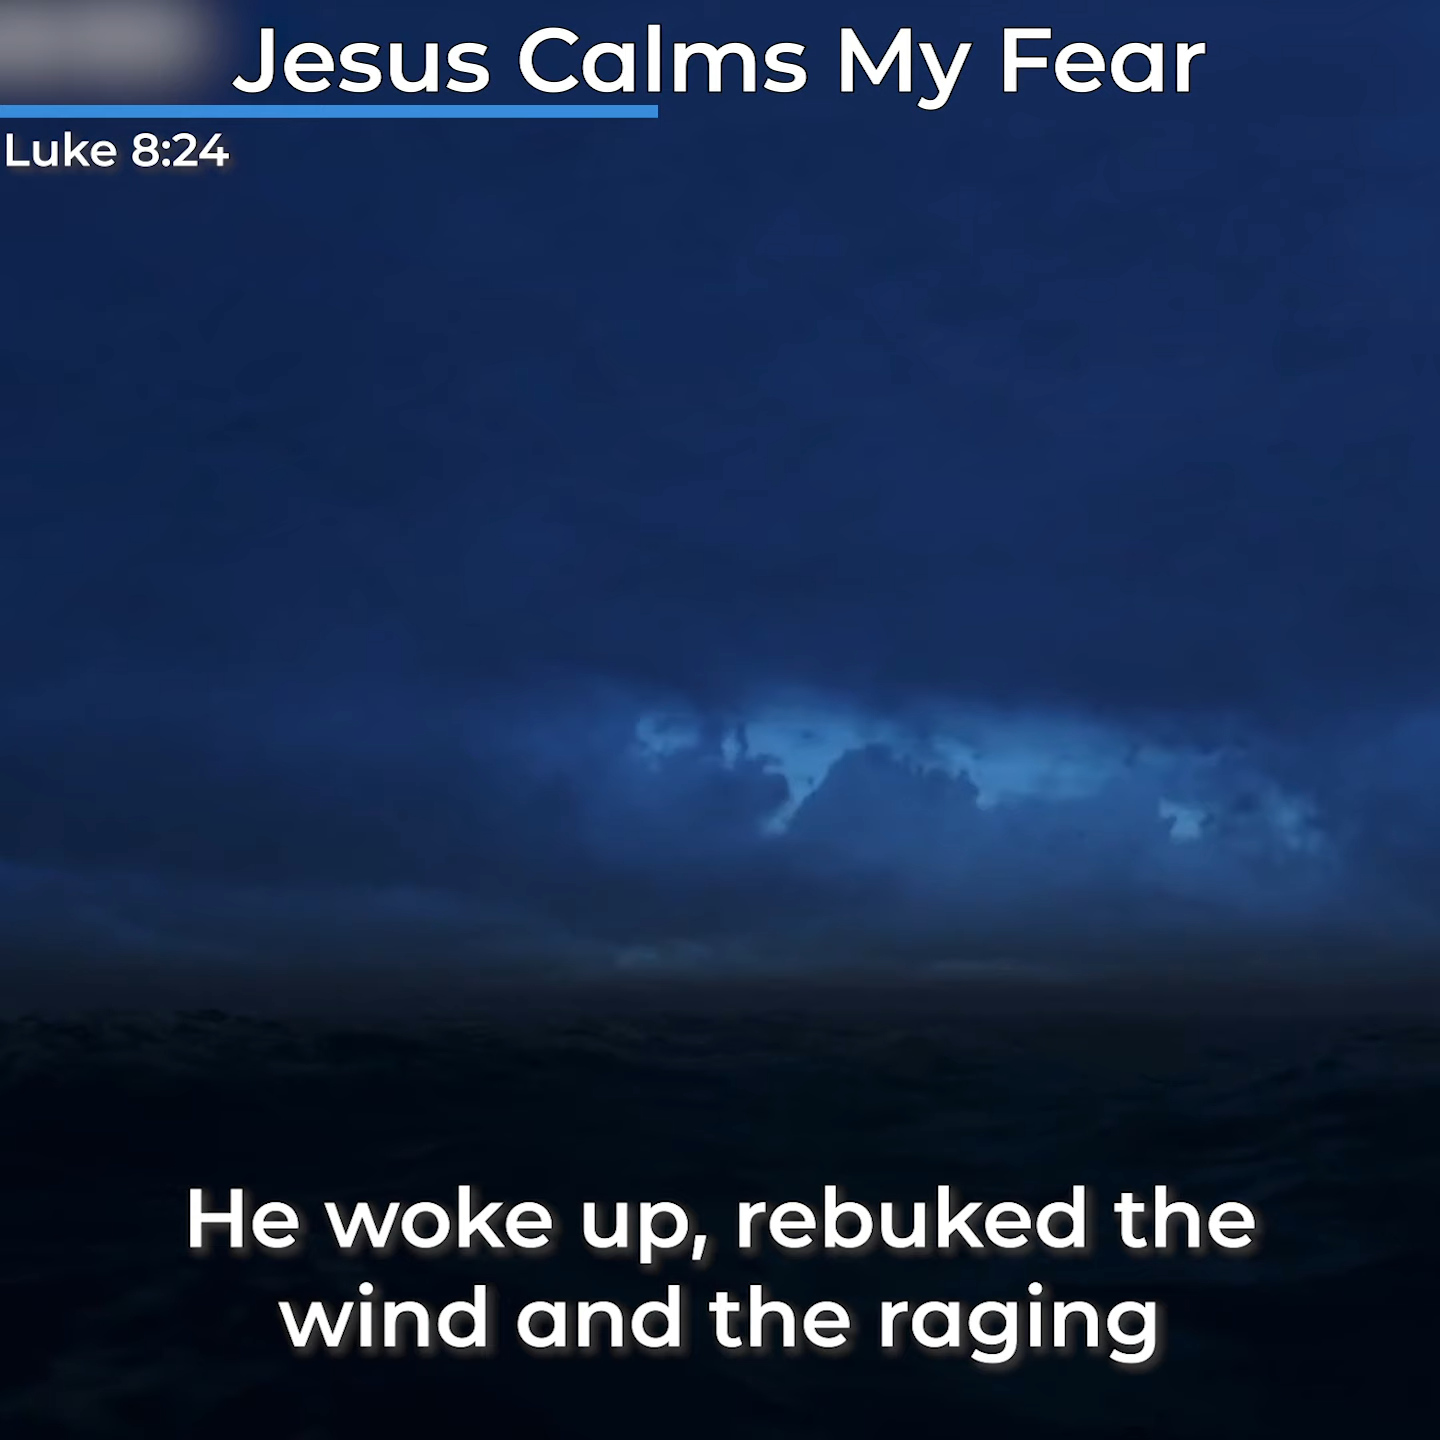 Jesus Calms My Fear
Luke 8:24
He woke up, rebuked the
wind and the raging